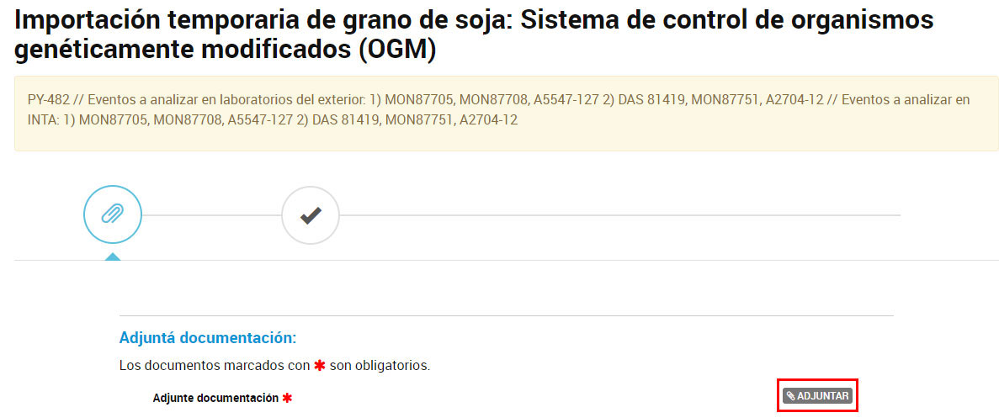 Importación temporaria de grano de soja: Sistema de control de organismos
genéticamente modificados (OGM)
PY-482 // Eventos a analizar en laboratorios del exterior: 1) MON87705, MON87708, A5547-127 2) DAS 81419, MON87751, A2704-12 // Eventos a analizar en
INTA: 1) MON87705, MON87708, A5547-127 2) DAS 81419, MON87751, A2704-12
Adjuntá documentación:
Los documentos marcados con ✱ son obligatorios.
Adjunte documentación ✱
ADJUNTAR